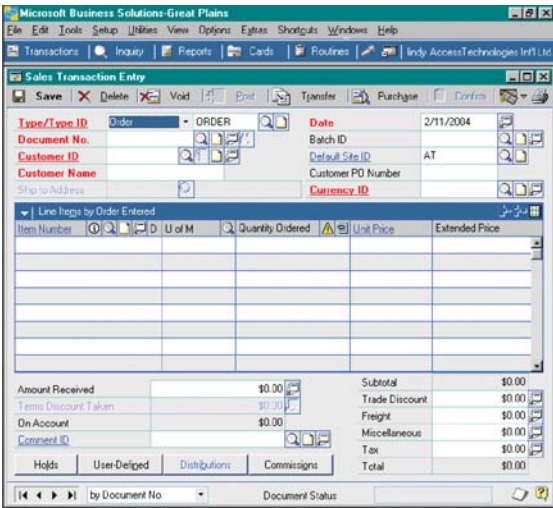 Microsoft Business Solutions-Great Plains
File Edit Tools Setup Utilities View Options Extras Shortcuts Windows Help
Transactions Inquiry Reports Cards Routines lindy AccessTechnologies Int'l Ltd
Sales Transaction Entry
Save Delete Void Post Transfer Purchase Confirm
Type/Type ID Order ORDER Date 2/11/2004
Document No. Batch ID
Customer ID Default Site ID AT
Customer Name Customer PO Number
Ship to Address Currency ID
Line Items by Order Entered
Item Number D U of M Quantity Ordered Unit Price Extended Price
Amount Received $0.00 Subtotal $0.00
Terms Discount Taken $0.00 Trade Discount $0.00
On Account $0.00 Freight $0.00
Comment ID Miscellaneous $0.00
Tax $0.00
Holds User-Defined Distributions Commissions Total $0.00
by Document No. Document Status